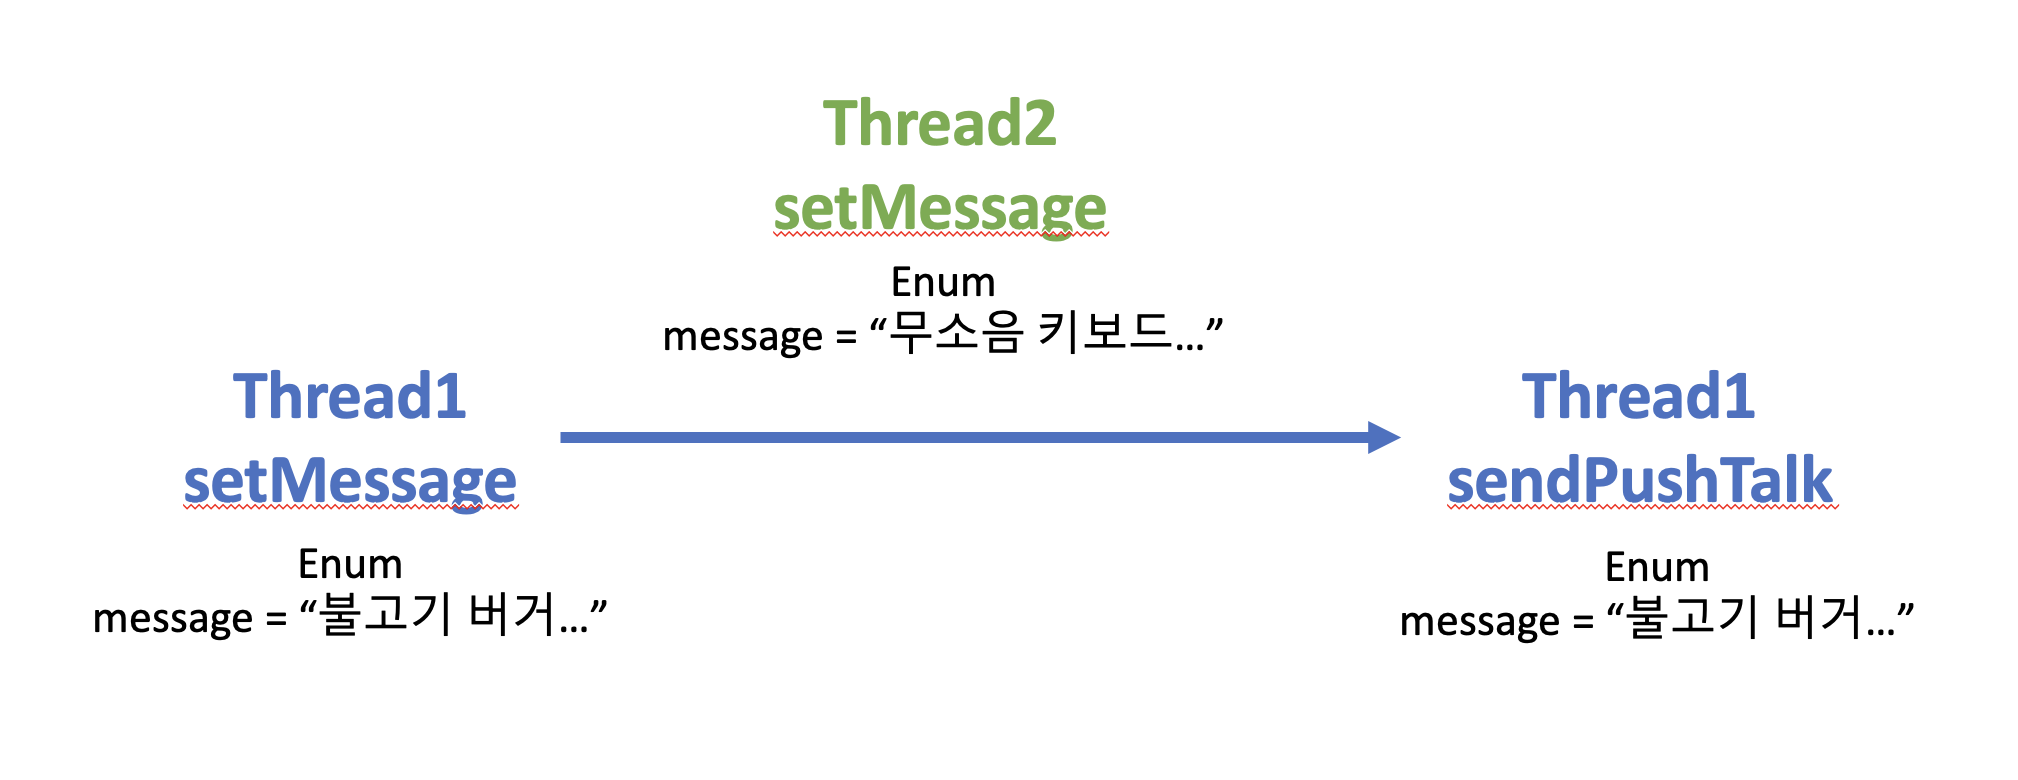 Thread2
setMessage
Enum
message = “무소음 키보드...”
Thread1
setMessage
Enum
message = “불고기 버거...”
Thread1
sendPushTalk
Enum
message = “불고기 버거...”